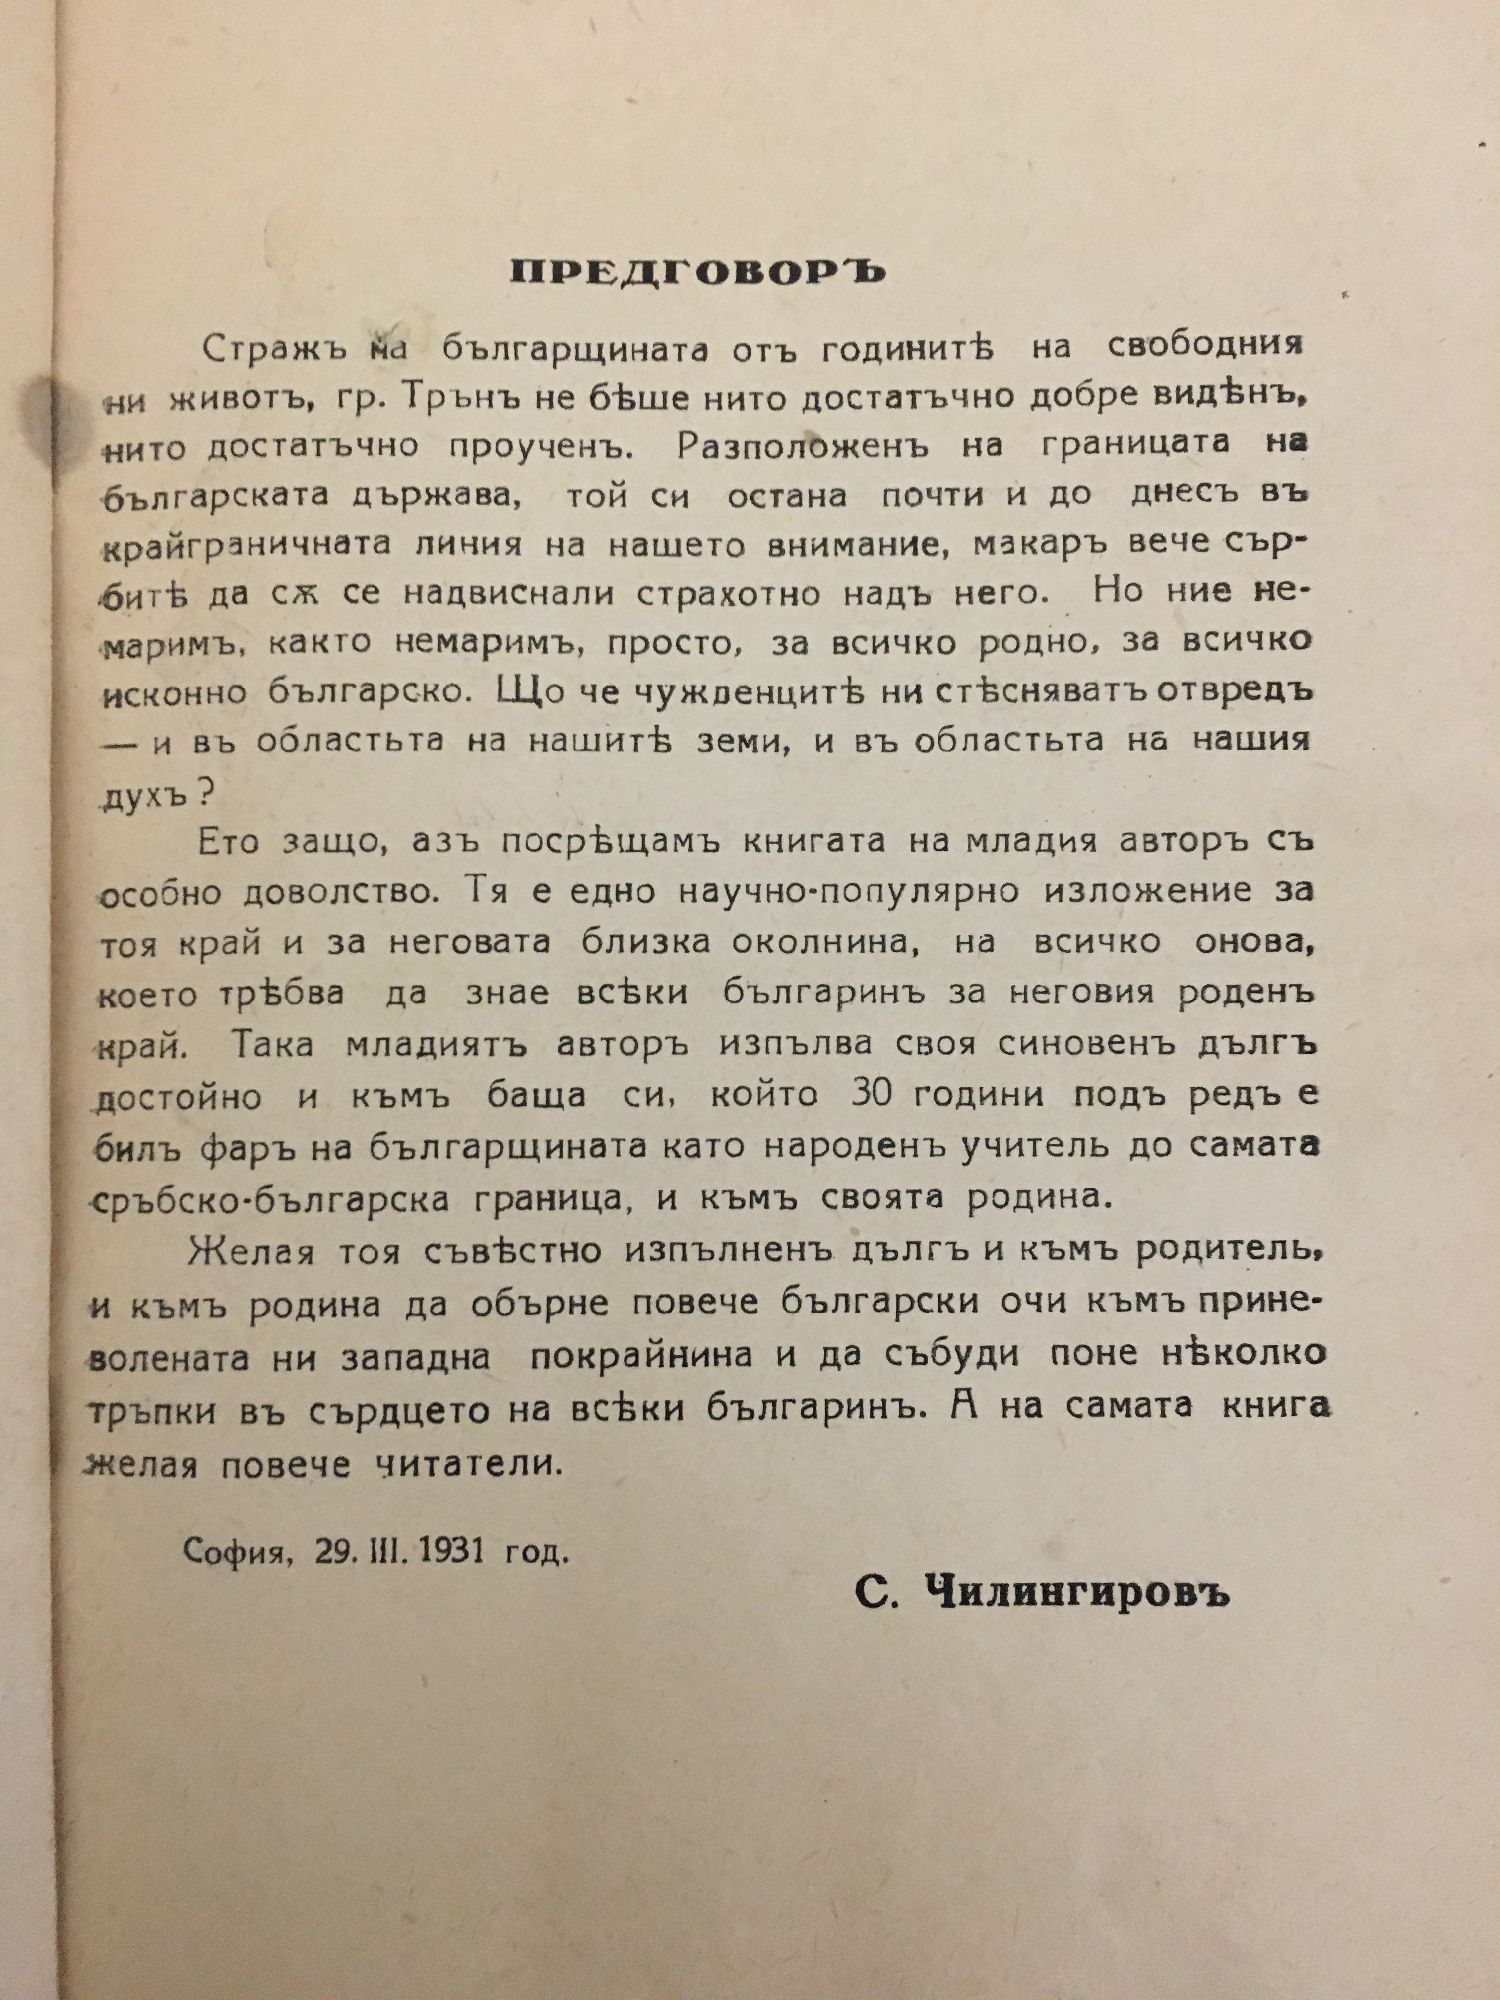 ПРЕДГОВОРЪ
Стражъ на българщината отъ годинитѣ на свободния
ни животъ, гр. Трънъ не бѣше нито достатъчно добре видѣнъ,
нито достатъчно проученъ. Разположенъ на границата на
българската държава, той си остана почти и до днесъ въ
крайграничната линия на нашето внимание, макаръ вече сър-
битѣ да сѫ се надвиснали страхотно надъ него. Но ние не-
маримъ, както немаримъ, просто, за всичко родно, за всичко
исконно българско. Що че чужденцитѣ ни стѣсняватъ отвредъ
— и въ областьта на нашитѣ земи, и въ областьта на нашия
духъ?
Ето защо, азъ посрѣщамъ книгата на младия авторъ съ
особно доволство. Тя е едно научно-популярно изложение за
тоя край и за неговата близка околнина, на всичко онова,
което трѣбва да знае всѣки българинъ за неговия роденъ
край. Така младиятъ авторъ изпълва своя синовенъ дългъ
достойно и къмъ баща си, който 30 години подъ редъ е
билъ фаръ на българщината като народенъ учитель до самата
сръбско-българска граница, и къмъ своята родина.
Желая тоя съвѣстно изпълненъ дългъ и къмъ родитель,
и къмъ родина да обърне повече български очи къмъ прине-
волената ни западна покрайнина и да събуди поне нѣколко
тръпки въ сърдцето на всѣки българинъ. А на самата книга
желая повече читатели.
София, 29. III. 1931 год.
С. Чилингировъ